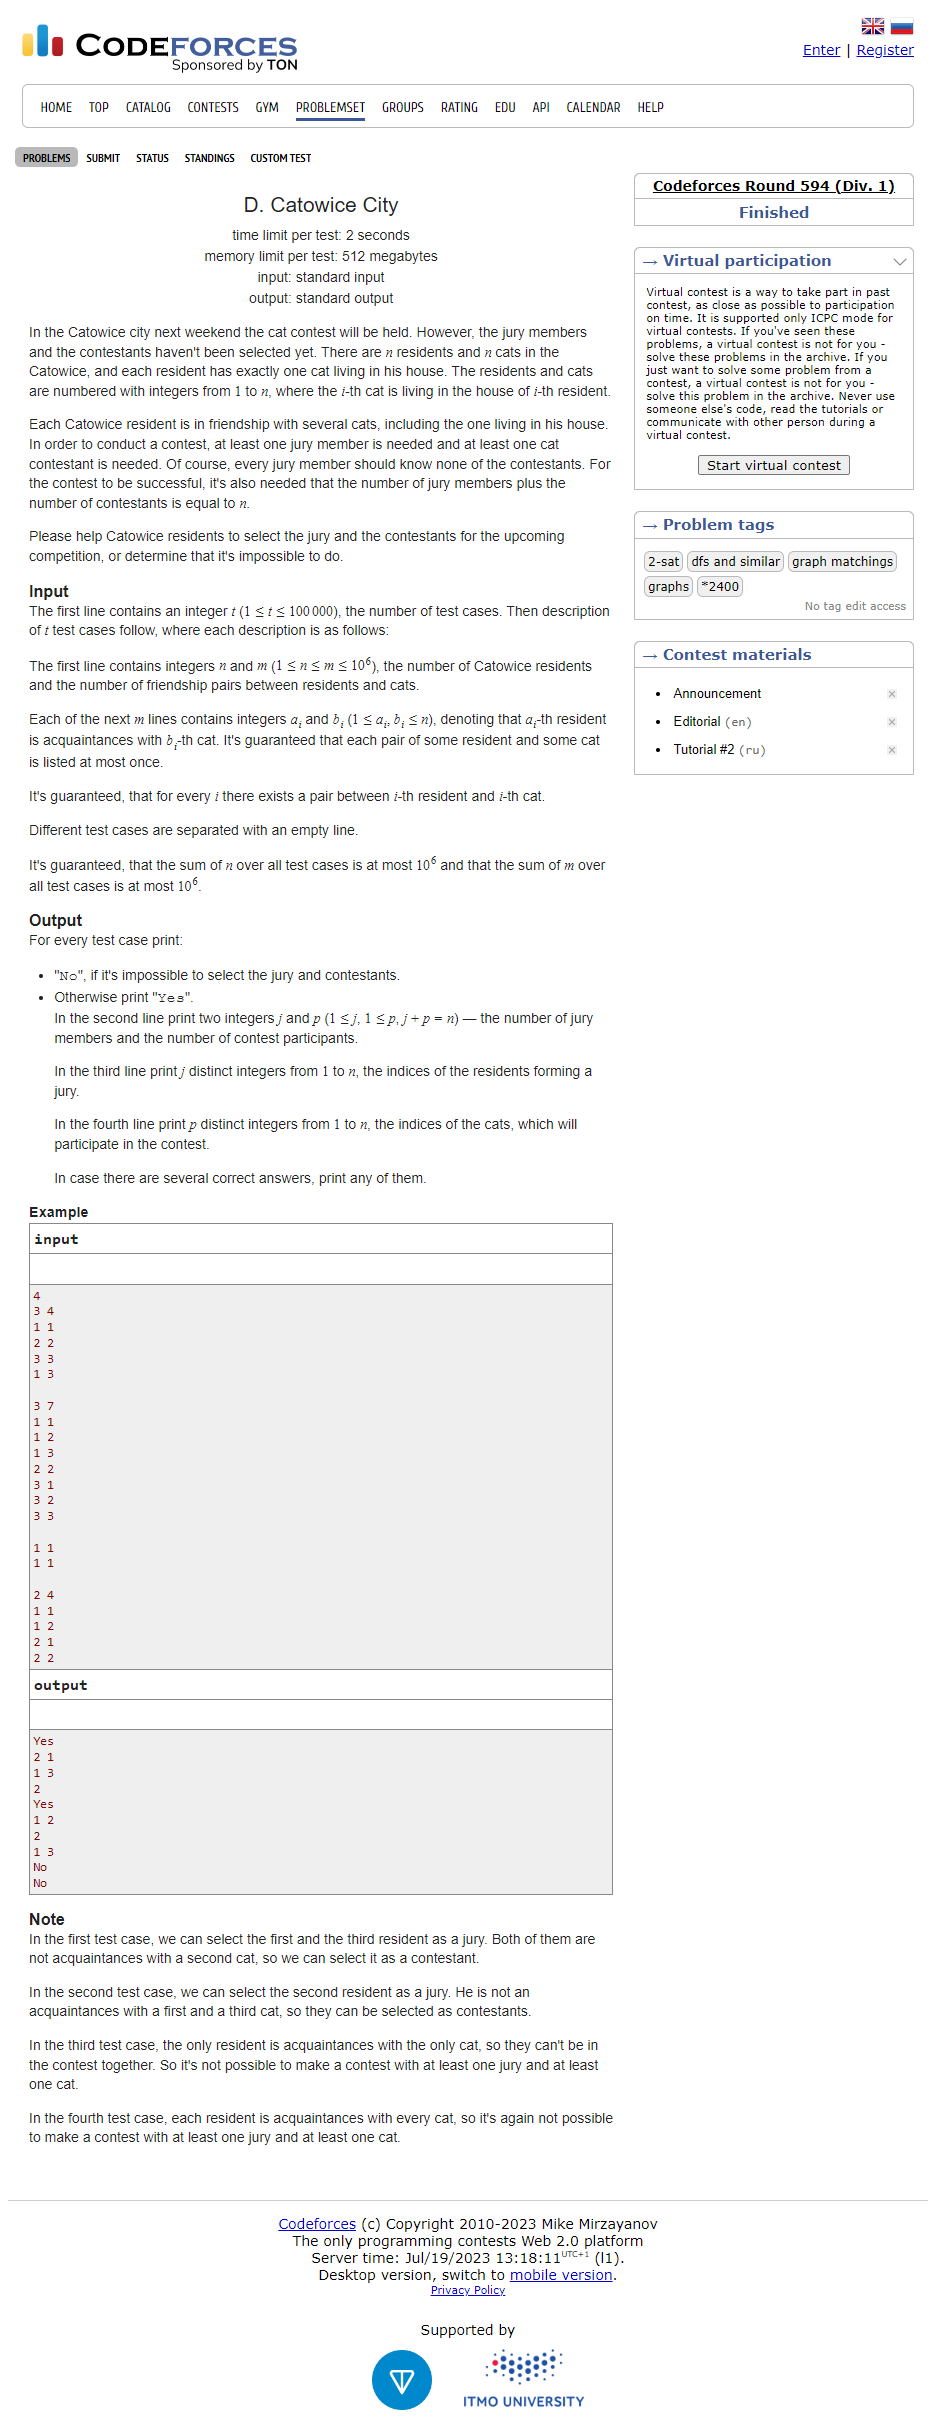 CODEFORCES
Sponsored by TON
Enter | Register
HOME TOP CATALOG CONTESTS GYM PROBLEMSET GROUPS RATING EDU API CALENDAR HELP
PROBLEMS SUBMIT STATUS STANDINGS CUSTOM TEST
D. Catowice City
time limit per test: 2 seconds
memory limit per test: 512 megabytes
input: standard input
output: standard output
In the Catowice city next weekend the cat contest will be held. However, the jury members
and the contestants haven't been selected yet. There are n residents and n cats in the
Catowice, and each resident has exactly one cat living in his house. The residents and cats
are numbered with integers from 1 to n, where the i-th cat is living in the house of i-th resident.
Each Catowice resident is in friendship with several cats, including the one living in his house.
In order to conduct a contest, at least one jury member is needed and at least one cat
contestant is needed. Of course, every jury member should know none of the contestants. For
the contest to be successful, it's also needed that the number of jury members plus the
number of contestants is equal to n.
Please help Catowice residents to select the jury and the contestants for the upcoming
competition, or determine that it's impossible to do.
Input
The first line contains an integer t (1 ≤ t ≤ 100 000), the number of test cases. Then description
of t test cases follow, where each description is as follows:
The first line contains integers n and m (1 ≤ n ≤ m ≤ 10^6), the number of Catowice residents
and the number of friendship pairs between residents and cats.
Each of the next m lines contains integers a_i and b_i (1 ≤ a_i, b_i ≤ n), denoting that a_i-th resident
is acquaintances with b_i-th cat. It's guaranteed that each pair of some resident and some cat
is listed at most once.
It's guaranteed, that for every i there exists a pair between i-th resident and i-th cat.
Different test cases are separated with an empty line.
It's guaranteed, that the sum of n over all test cases is at most 10^6 and that the sum of m over
all test cases is at most 10^6.
Output
For every test case print:
• "No", if it's impossible to select the jury and contestants.
• Otherwise print "Yes".
In the second line print two integers j and p (1 ≤ j, 1 ≤ p, j + p = n) — the number of jury
members and the number of contest participants.
In the third line print j distinct integers from 1 to n, the indices of the residents forming a
jury.
In the fourth line print p distinct integers from 1 to n, the indices of the cats, which will
participate in the contest.
In case there are several correct answers, print any of them.
Example
input
4
3 4
1 1
2 2
3 3
1 3
3 7
1 1
1 2
1 3
2 2
3 1
3 2
3 3
1 1
1 1
2 4
1 1
1 2
2 1
2 2
output
Yes
2 1
1 3
2
Yes
1 2
2
1 3
No
No
Note
In the first test case, we can select the first and the third resident as a jury. Both of them are
not acquaintances with a second cat, so we can select it as a contestant.
In the second test case, we can select the second resident as a jury. He is not an
acquaintances with a first and a third cat, so they can be selected as contestants.
In the third test case, the only resident is acquaintances with the only cat, so they can't be in
the contest together. So it's not possible to make a contest with at least one jury and at least
one cat.
In the fourth test case, each resident is acquaintances with every cat, so it's again not possible
to make a contest with at least one jury and at least one cat.
Codeforces Round 594 (Div. 1)
Finished
→ Virtual participation
Virtual contest is a way to take part in past
contest, as close as possible to participation
on time. It is supported only ICPC mode for
virtual contests. If you've seen these
problems, a virtual contest is not for you -
solve these problems in the archive. If you
just want to solve some problem from a
contest, a virtual contest is not for you -
solve this problem in the archive. Never use
someone else's code, read the tutorials or
communicate with other person during a
virtual contest.
Start virtual contest
→ Problem tags
2-sat dfs and similar graph matchings
graphs *2400
No tag edit access
→ Contest materials
• Announcement
• Editorial (en)
• Tutorial #2 (ru)
Codeforces (c) Copyright 2010-2023 Mike Mirzayanov
The only programming contests Web 2.0 platform
Server time: Jul/19/2023 13:18:11 UTC+1 (l1).
Desktop version, switch to mobile version.
Privacy Policy
Supported by
ITMO UNIVERSITY